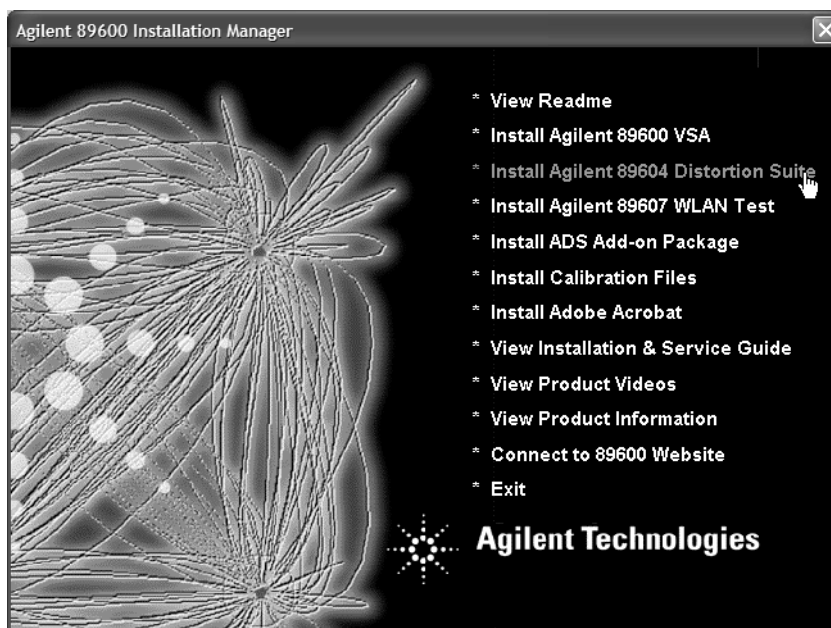 Agilent 89600 Installation Manager
* View Readme
* Install Agilent 89600 VSA
* Install Agilent 89604 Distortion Suite
* Install Agilent 89607 WLAN Test
* Install ADS Add-on Package
* Install Calibration Files
* Install Adobe Acrobat
* View Installation & Service Guide
* View Product Videos
* View Product Information
* Connect to 89600 Website
* Exit
Agilent Technologies